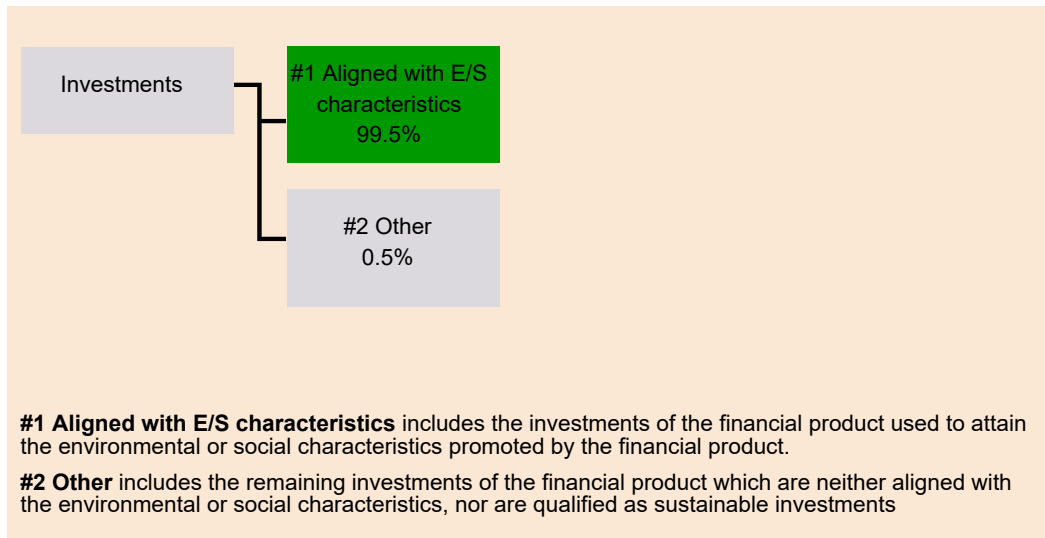 Investments
#1 Aligned with E/S
characteristics
99.5%
#2 Other
0.5%
#1 Aligned with E/S characteristics includes the investments of the financial product used to attain
the environmental or social characteristics promoted by the financial product.
#2 Other includes the remaining investments of the financial product which are neither aligned with
the environmental or social characteristics, nor are qualified as sustainable investments